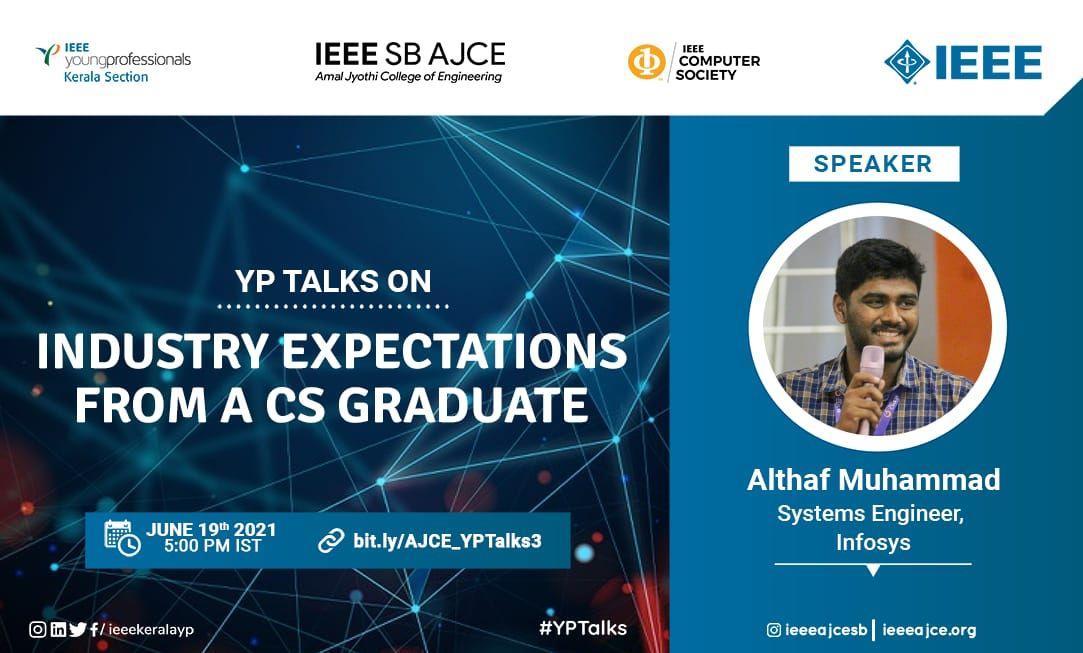 IEEE
youngprofessionals
Kerala Section
IEEE SB AJCE
Amal Jyothi College of Engineering
IEEE
COMPUTER
SOCIETY
IEEE
YP TALKS ON
INDUSTRY EXPECTATIONS
FROM A CS GRADUATE
JUNE 19th 2021
5:00 PM IST
bit.ly/AJCE_YPTalks3
/ieeekeralayp
#YPTalks
SPEAKER
Althaf Muhammad
Systems Engineer,
Infosys
ieeeajcesb | ieeeajce.org